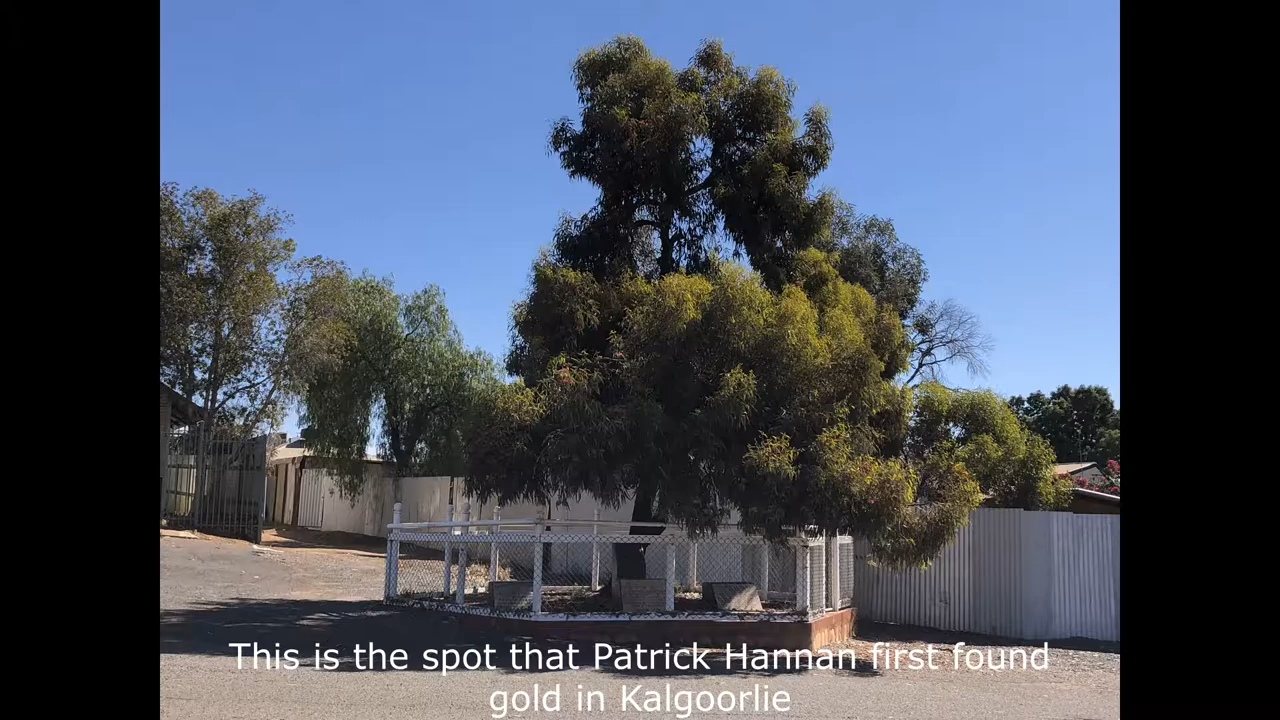 This is the spot that Patrick Hannan first found
gold in Kalgoorlie